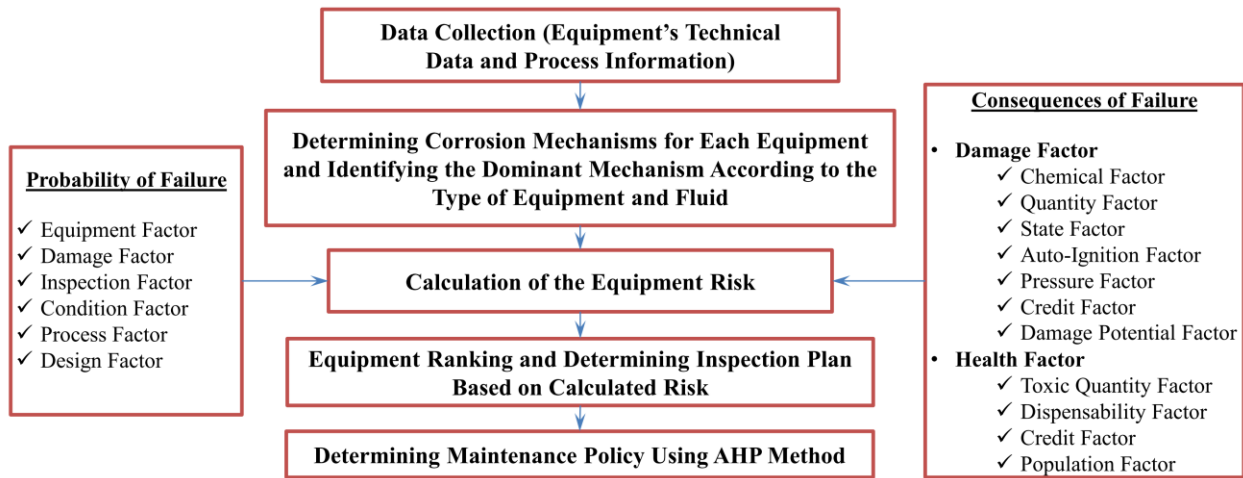 Data Collection (Equipment's Technical
Data and Process Information)
Determining Corrosion Mechanisms for Each Equipment
and Identifying the Dominant Mechanism According to the
Type of Equipment and Fluid
Probability of Failure
✓ Equipment Factor
✓ Damage Factor
✓ Inspection Factor
✓ Condition Factor
✓ Process Factor
✓ Design Factor
Calculation of the Equipment Risk
Consequences of Failure
• Damage Factor
✓ Chemical Factor
✓ Quantity Factor
✓ State Factor
✓ Auto-Ignition Factor
✓ Pressure Factor
✓ Credit Factor
✓ Damage Potential Factor
• Health Factor
✓ Toxic Quantity Factor
✓ Dispensability Factor
✓ Credit Factor
✓ Population Factor
Equipment Ranking and Determining Inspection Plan
Based on Calculated Risk
Determining Maintenance Policy Using AHP Method